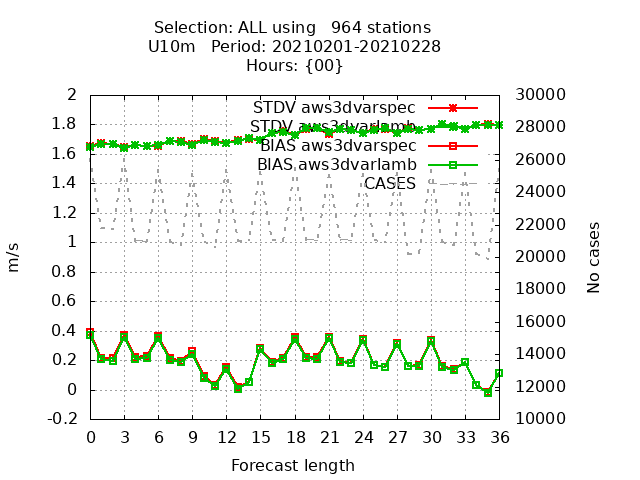 Selection: ALL using   964 stations
U10m   Period: 20210201-20210228
Hours: {00}
STDV aws3dvarspec
STDV aws3dvarlamb
BIAS aws3dvarspec
BIAS aws3dvarlamb
CASES
2
1.8
1.6
1.4
1.2
1
0.8
0.6
0.4
0.2
0
-0.2
m/s
30000
28000
26000
24000
22000
20000
18000
16000
14000
12000
10000
No cases
0 3 6 9 12 15 18 21 24 27 30 33 36
Forecast length